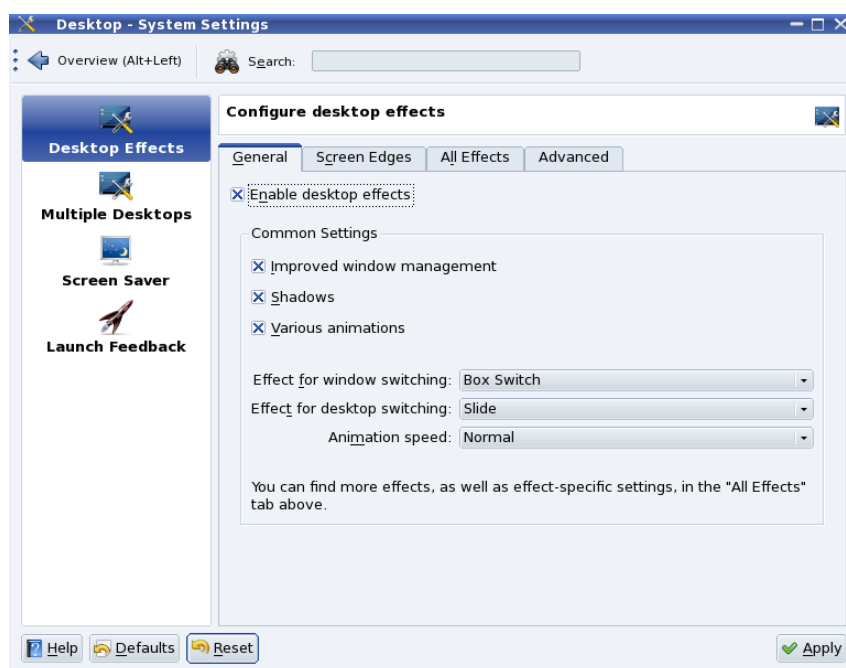 Desktop - System Settings
Overview (Alt+Left)
Search:
Desktop Effects
Multiple Desktops
Screen Saver
Launch Feedback
Configure desktop effects
General Screen Edges All Effects Advanced
Enable desktop effects
Common Settings
Improved window management
Shadows
Various animations
Effect for window switching: Box Switch
Effect for desktop switching: Slide
Animation speed: Normal
You can find more effects, as well as effect-specific settings, in the "All Effects"
tab above.
Help Defaults Reset Apply